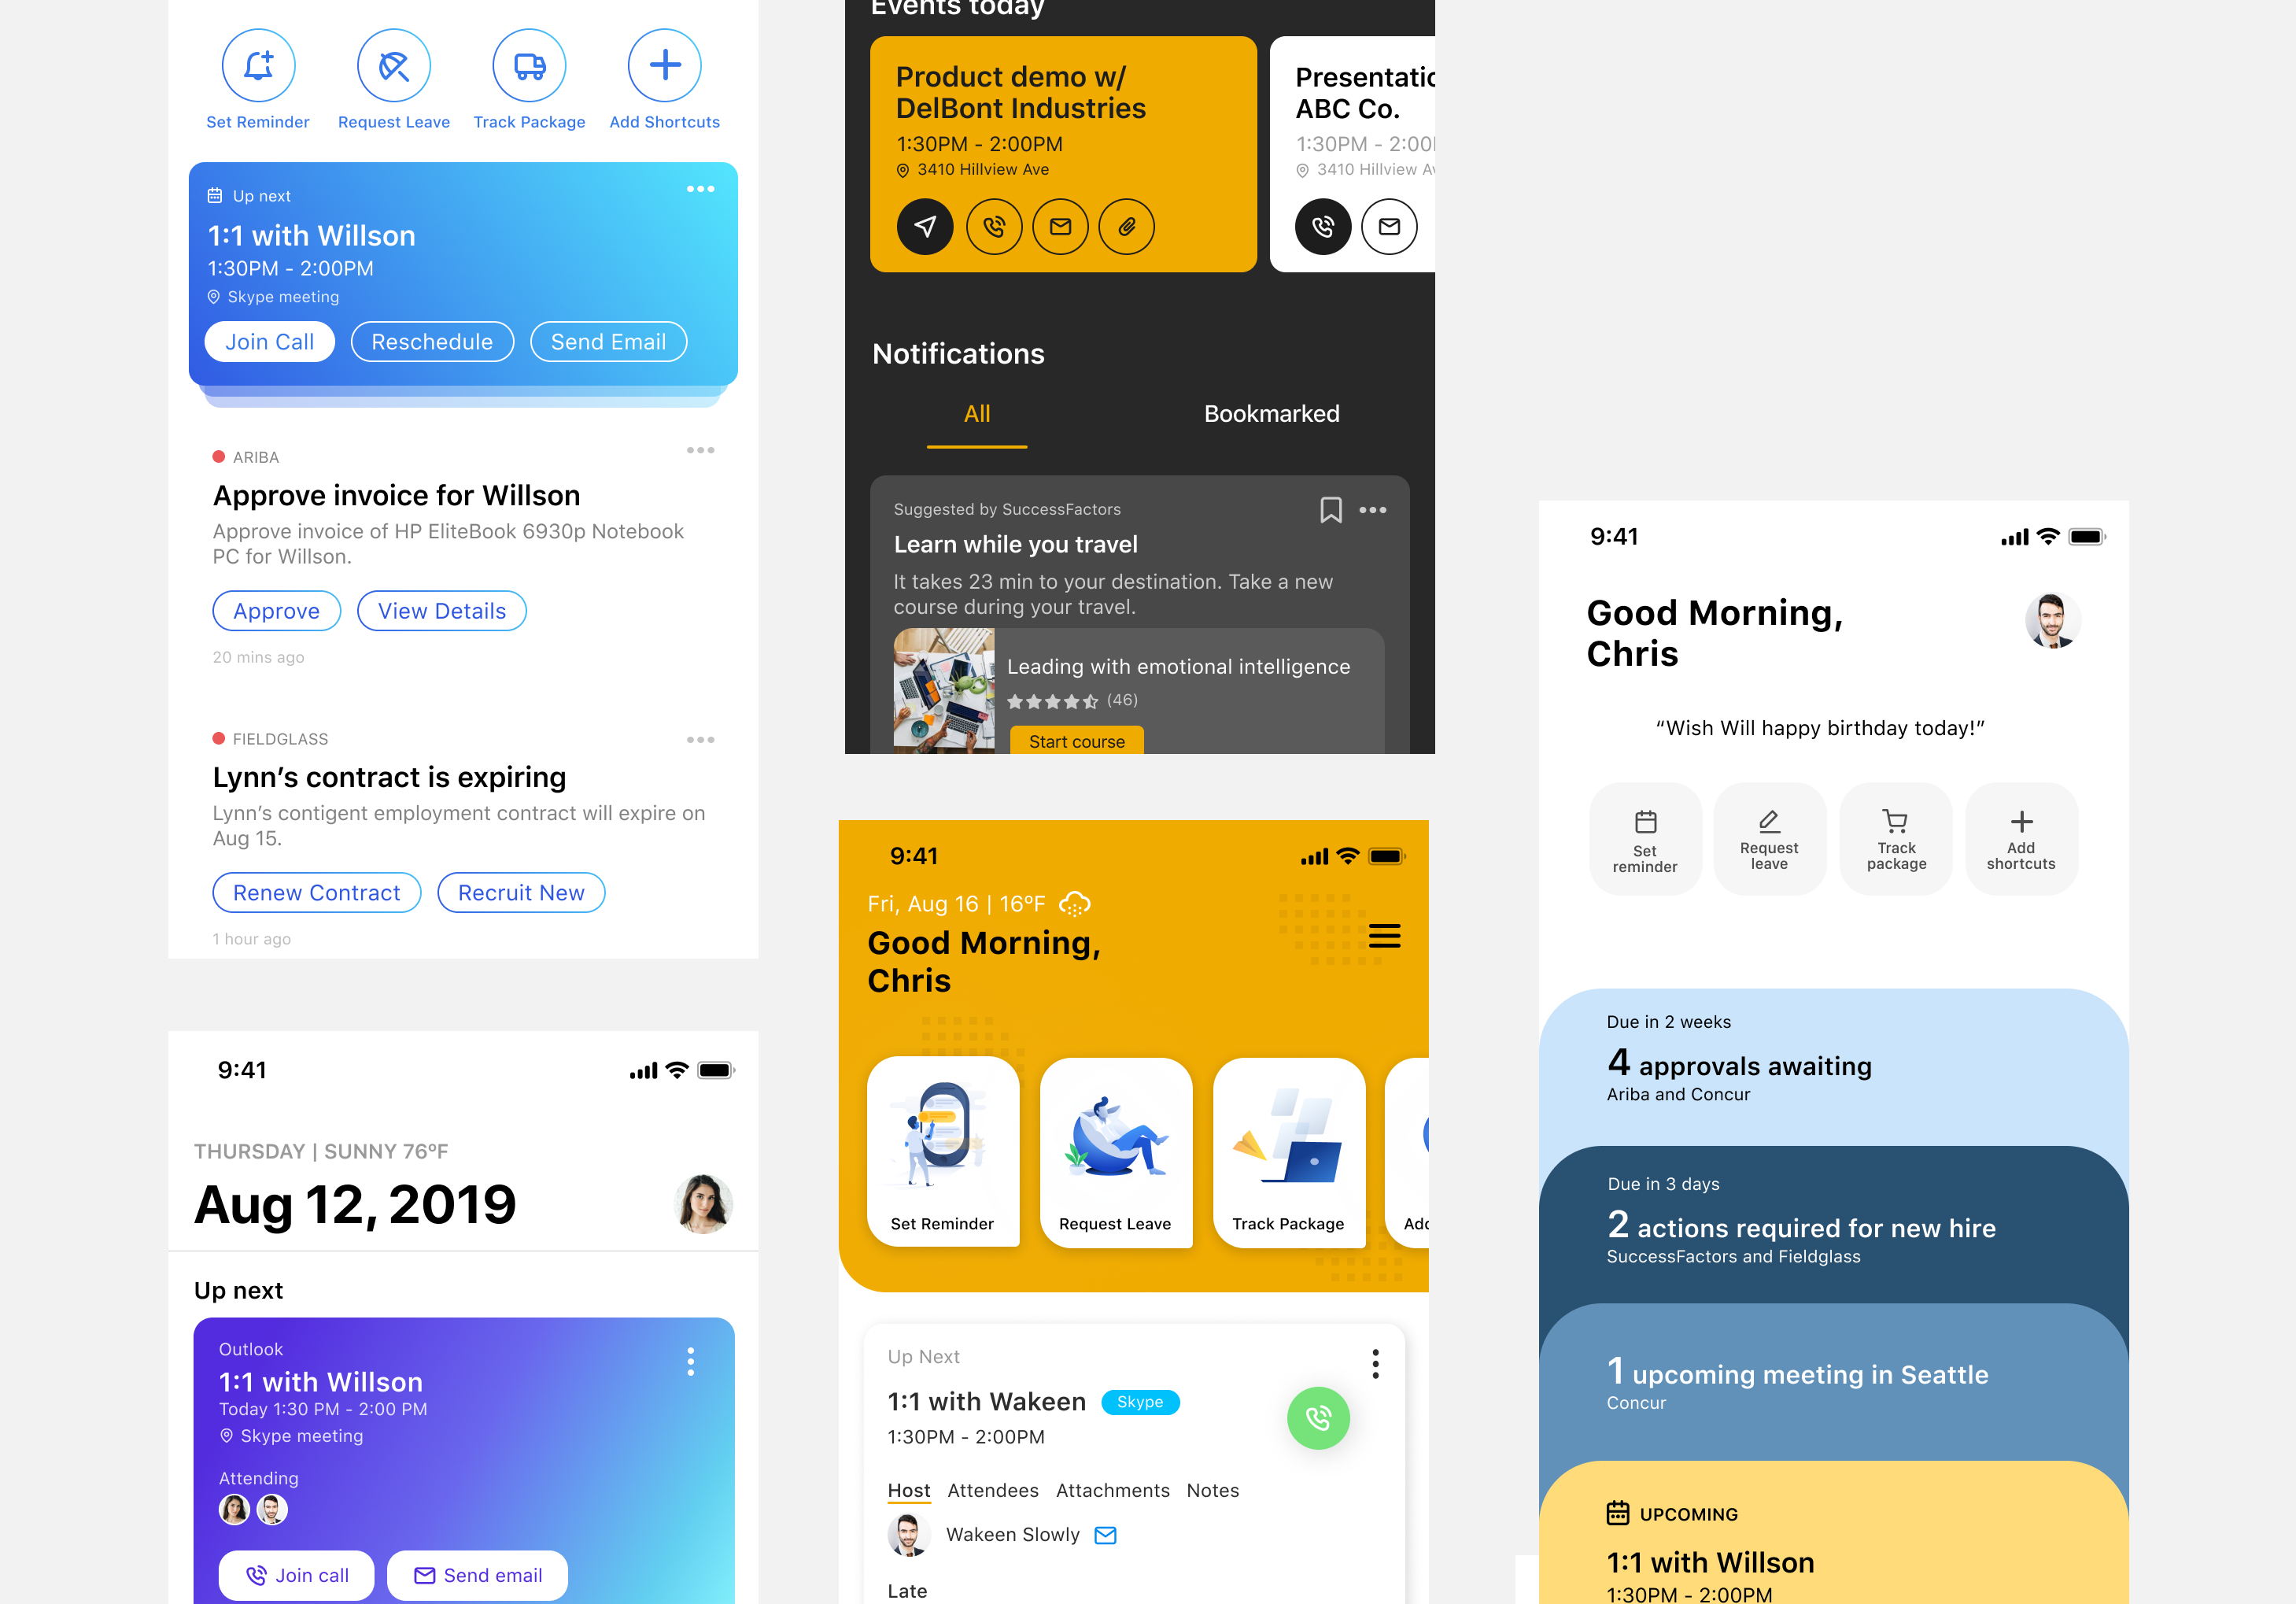 Set Reminder
Request Leave
Track Package
Add Shortcuts
Up next
1:1 with Willson
1:30PM - 2:00PM
Skype meeting
Join Call
Reschedule
Send Email
ARIBA
Approve invoice for Willson
Approve invoice of HP EliteBook 6930p Notebook
PC for Willson.
Approve
View Details
20 mins ago
FIELDGLASS
Lynn’s contract is expiring
Lynn’s contigent employment contract will expire on
Aug 15.
Renew Contract
Recruit New
1 hour ago
9:41
THURSDAY | SUNNY 76ºF
Aug 12, 2019
Up next
Outlook
1:1 with Willson
Today 1:30 PM - 2:00 PM
Skype meeting
Attending
Join call
Send email
Events today
Product demo w/
DelBont Industries
1:30PM - 2:00PM
3410 Hillview Ave
Presentatio
ABC Co.
1:30PM - 2:00
3410 Hillview Av
Notifications
All
Bookmarked
Suggested by SuccessFactors
Learn while you travel
It takes 23 min to your destination. Take a new
course during your travel.
Leading with emotional intelligence
(46)
Start course
9:41
Fri, Aug 16 | 16ºF
Good Morning,
Chris
Set Reminder
Request Leave
Track Package
Add
Up Next
1:1 with Wakeen
Skype
1:30PM - 2:00PM
Host
Attendees
Attachments
Notes
Wakeen Slowly
Late
9:41
Good Morning,
Chris
“Wish Will happy birthday today!”
Set
reminder
Request
leave
Track
package
Add
shortcuts
Due in 2 weeks
4 approvals awaiting
Ariba and Concur
Due in 3 days
2 actions required for new hire
SuccessFactors and Fieldglass
1 upcoming meeting in Seattle
Concur
UPCOMING
1:1 with Willson
1:30PM - 2:00PM